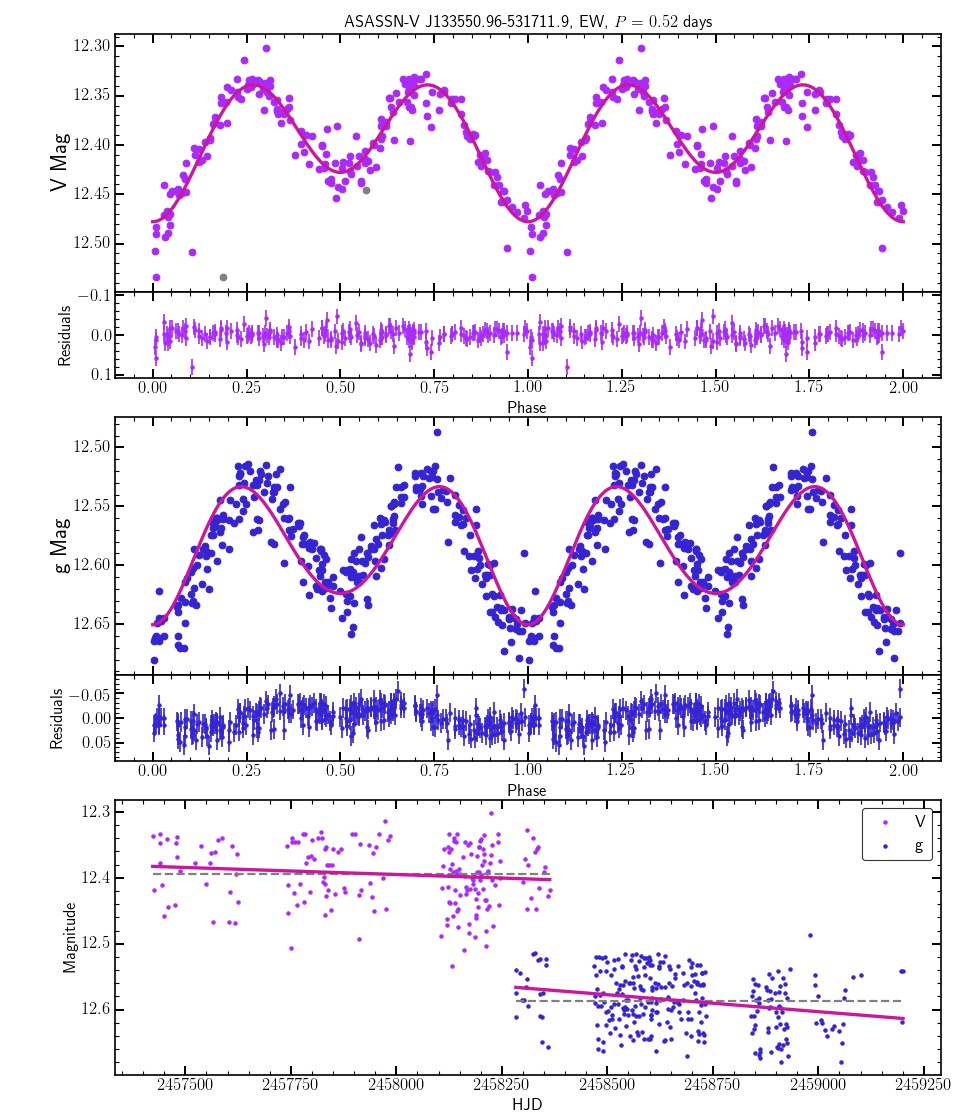 ASASSN-V J133550.96-531711.9, EW, P = 0.52 days
12.30
12.35
12.40
12.45
12.50
V Mag
−0.1
0.0
0.1
Residuals
0.00 0.25 0.50 0.75 1.00 1.25 1.50 1.75 2.00
Phase
12.50
12.55
12.60
12.65
g Mag
−0.05
0.00
0.05
Residuals
0.00 0.25 0.50 0.75 1.00 1.25 1.50 1.75 2.00
Phase
12.3
12.4
12.5
12.6
Magnitude
V
g
2457500 2457750 2458000 2458250 2458500 2458750 2459000 2459250
HJD